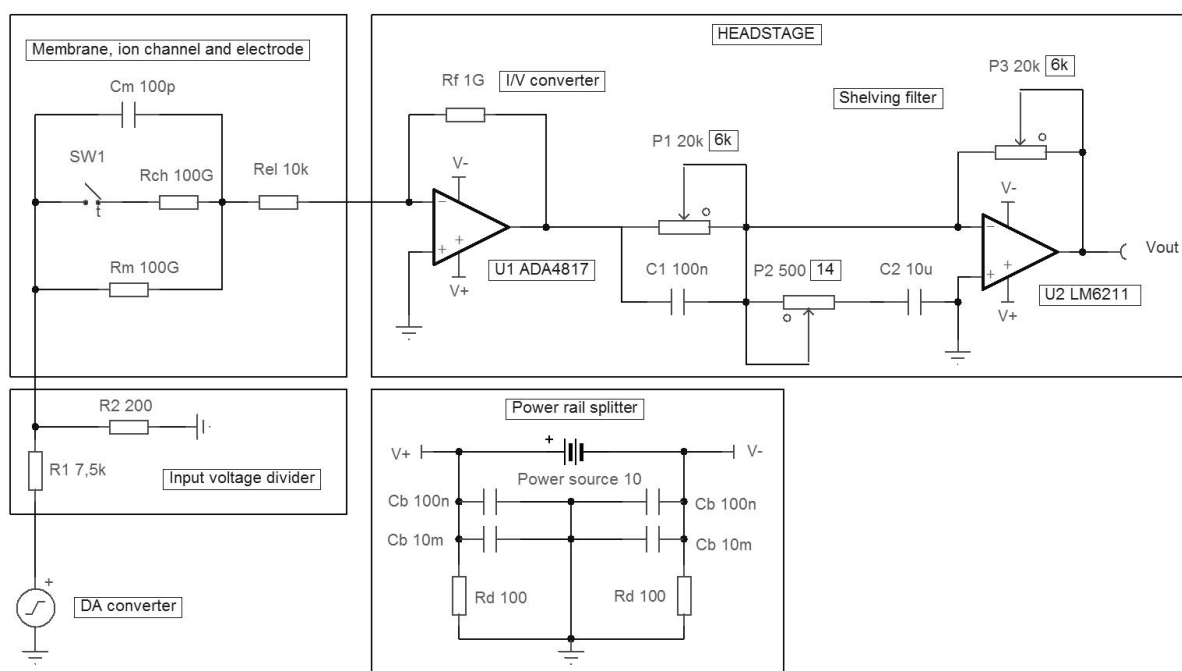 Membrane, ion channel and electrode
Cm 100p
SW1
t
Rch 100G
Rel 10k
Rm 100G
R2 200
R1 7,5k
Input voltage divider
+
DA converter
HEADSTAGE
Rf 1G
I/V converter
V-
−
+
+
V+
U1 ADA4817
Shelving filter
P1 20k 6k
C1 100n
P2 500 14
C2 10u
P3 20k 6k
V-
−
+
+
V+
U2 LM6211
Vout
Power rail splitter
V+
+
V-
Power source 10
Cb 100n
Cb 100n
Cb 10m
Cb 10m
Rd 100
Rd 100